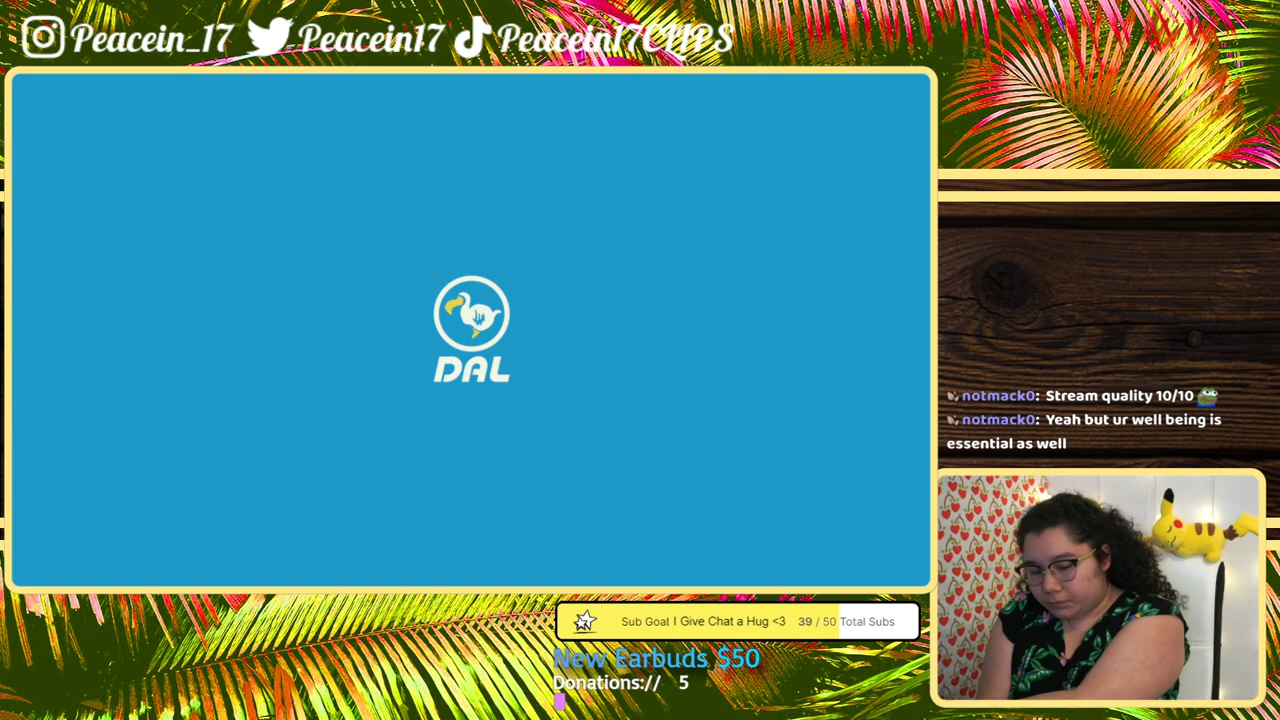 Peacein_17 Peacein17 Peacein17CLIPS
DAL
notmack0: Stream quality 10/10
notmack0: Yeah but ur well being is
essential as well
Sub Goal I Give Chat a Hug <3 39 / 50 Total Subs
New Earbuds $50
Donations:// 5